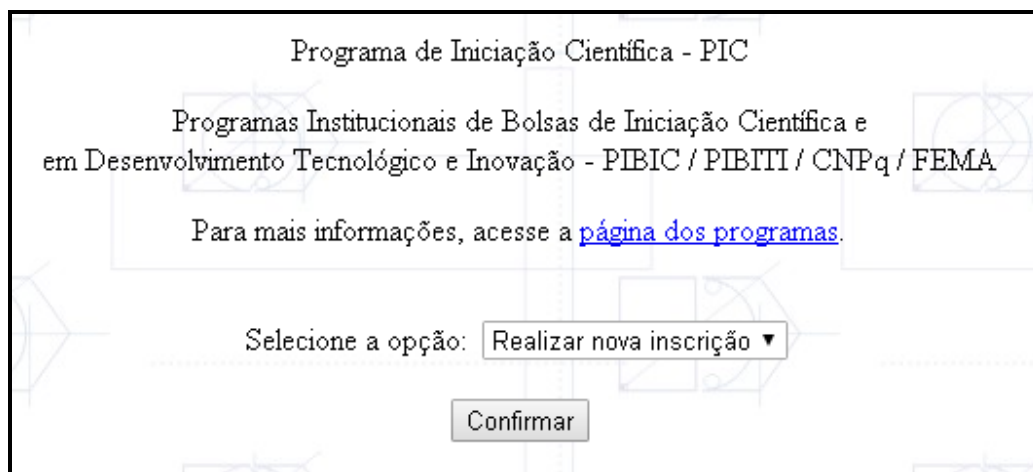 Programa de Iniciação Científica - PIC
Programas Institucionais de Bolsas de Iniciação Científica e
em Desenvolvimento Tecnológico e Inovação - PIBIC / PIBITI / CNPq / FEMA
Para mais informações, acesse a página dos programas.
Selecione a opção: Realizar nova inscrição
Confirmar